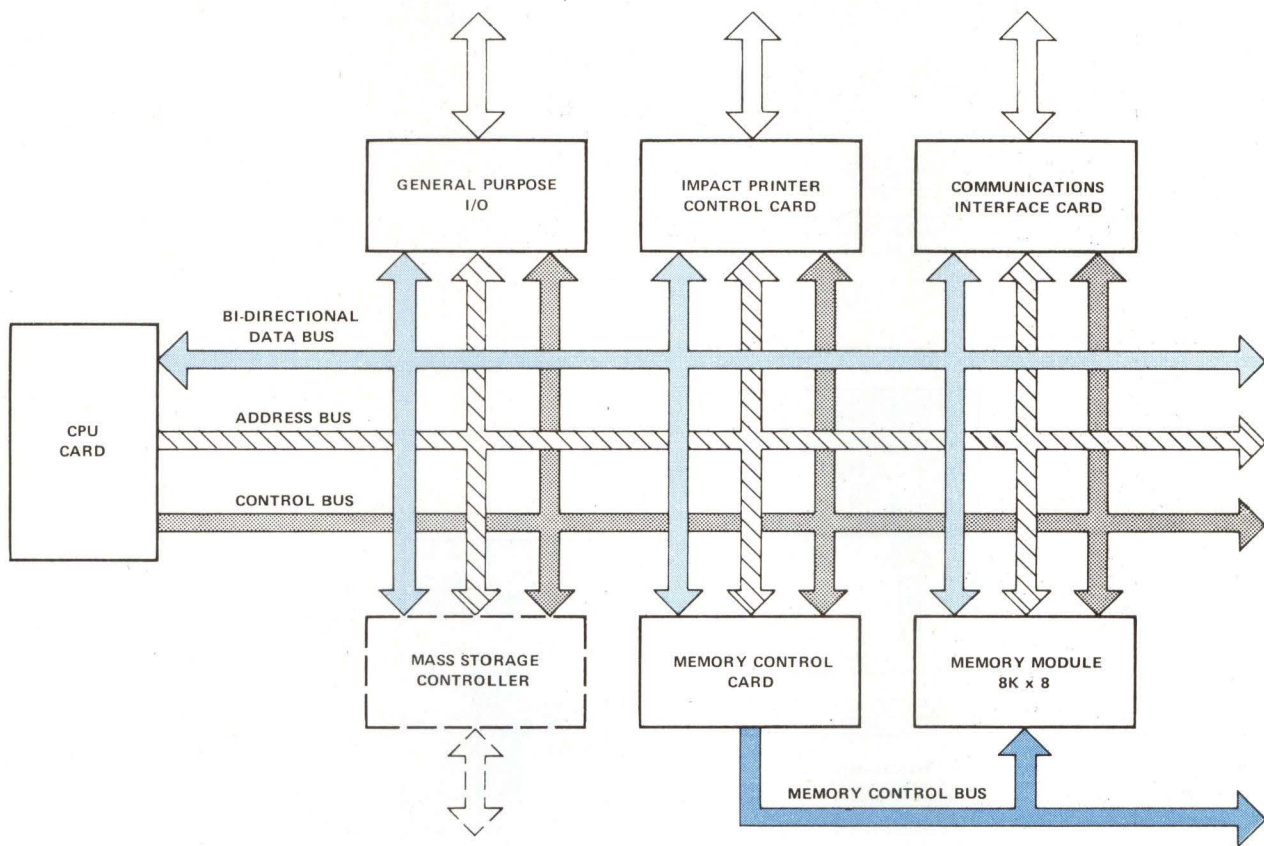 GENERAL PURPOSE
I/O
IMPACT PRINTER
CONTROL CARD
COMMUNICATIONS
INTERFACE CARD
BI-DIRECTIONAL
DATA BUS
CPU
CARD
ADDRESS BUS
CONTROL BUS
MASS STORAGE
CONTROLLER
MEMORY CONTROL
CARD
MEMORY MODULE
8K x 8
MEMORY CONTROL BUS